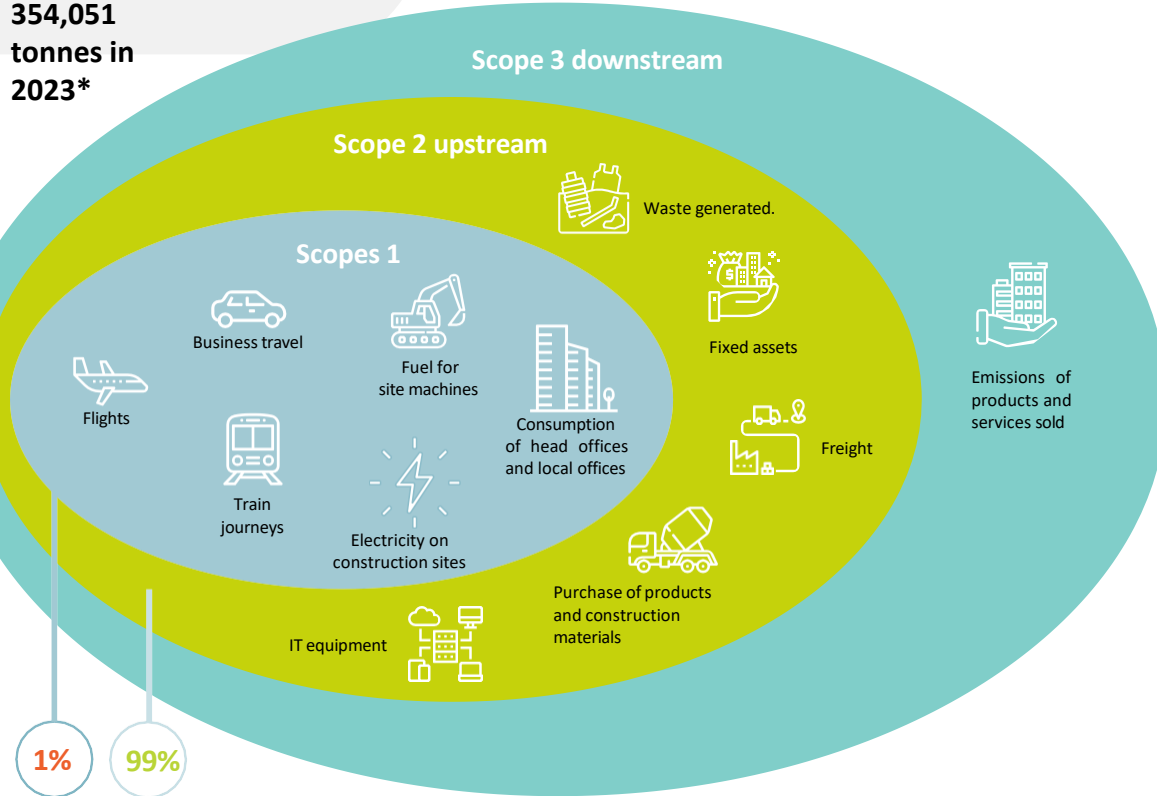 354,051
tonnes in
2023*
Scope 3 downstream
Scope 2 upstream
Waste generated.
Scopes 1
Business travel
Fuel for
site machines
Fixed assets
Flights
Consumption
of head offices
and local offices
Emissions of
products and
services sold
Freight
Train
journeys
Electricity on
construction sites
Purchase of products
and construction
materials
IT equipment
1%
99%